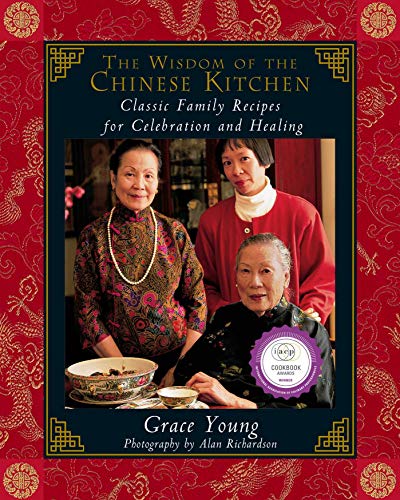 THE WISDOM OF THE
CHINESE KITCHEN
Classic Family Recipes
for Celebration and Healing
iacp
COOKBOOK
AWARDS
WINNER
Grace Young
Photography by Alan Richardson